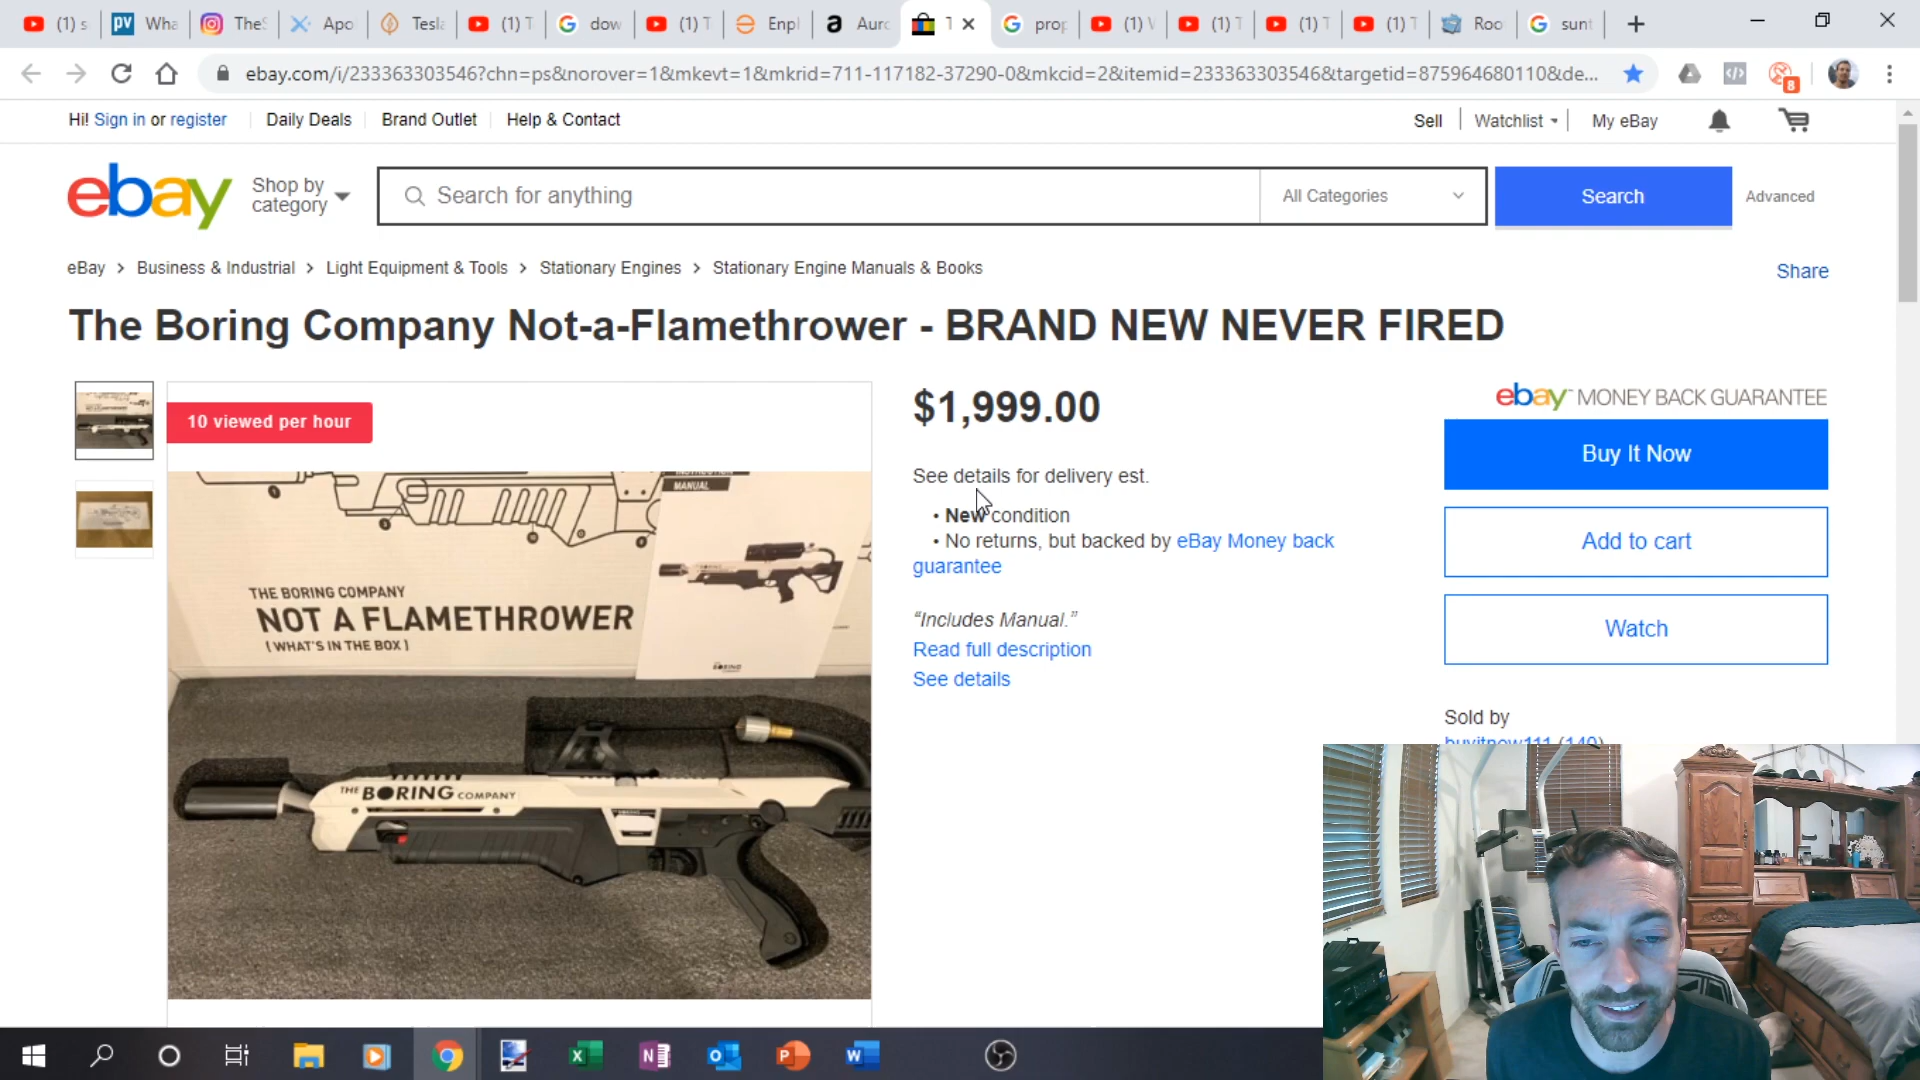 (1) s
Wha
The
Apo
Tesla
(1) T
dow
(1) T
Enph
Auro
T
prop
(1) V
(1) T
(1) T
(1) T
Roo
sunt
ebay.com/i/233363303546?chn=ps&norover=1&mkevt=1&mkrid=711-117182-37290-0&mkcid=2&itemid=233363303546&targetid=875964680110&de...
8
Hi! Sign in or register
Daily Deals
Brand Outlet
Help & Contact
Sell
Watchlist
My eBay
ebay
Shop by
category
Search for anything
All Categories
Search
Advanced
eBay > Business & Industrial > Light Equipment & Tools > Stationary Engines > Stationary Engine Manuals & Books
Share
The Boring Company Not-a-Flamethrower - BRAND NEW NEVER FIRED
10 viewed per hour
MANUAL
THE BORING COMPANY
NOT A FLAMETHROWER
(WHAT'S IN THE BOX)
BORING
THE BORING COMPANY
$1,999.00
See details for delivery est.
• New condition
• No returns, but backed by eBay Money back
guarantee
“Includes Manual.”
Read full description
See details
ebay MONEY BACK GUARANTEE
Buy It Now
Add to cart
Watch
Sold by
buyitnow111 (140)